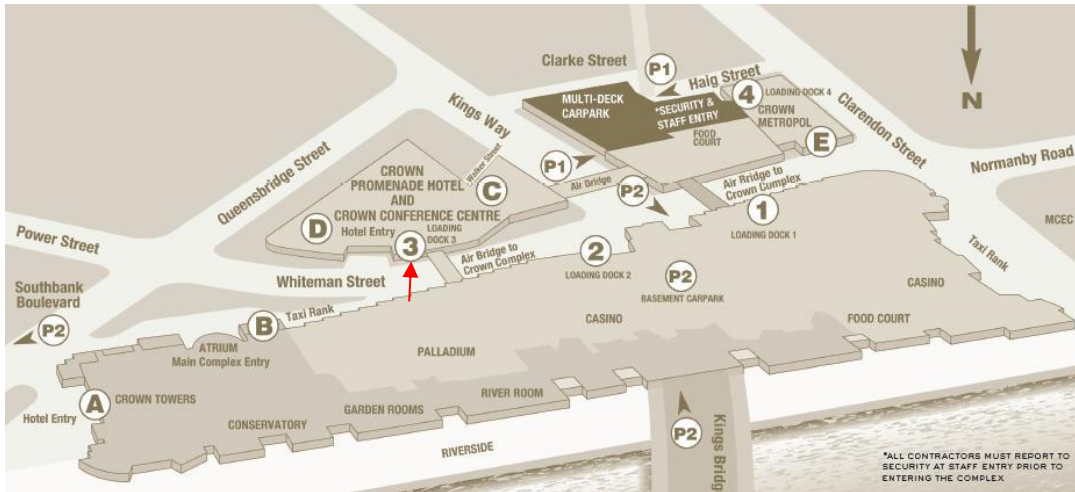 Clarke Street
P1
Haig Street
4
LOADING DOCK 4
MULTI-DECK
CARPARK
*SECURITY &
STAFF ENTRY
CROWN
METROPOL
Clarendon Street
N
Kings Way
FOOD
COURT
E
Normanby Road
Queensbridge Street
Walker Street
P1
Air Bridge
CROWN
PROMENADE HOTEL
AND
CROWN CONFERENCE CENTRE
C
P2
Air Bridge to
Crown Complex
1
LOADING DOCK 1
MCEC
Power Street
D
Hotel Entry
3
LOADING
DOCK 3
Air Bridge to
Crown Complex
2
LOADING DOCK 2
Taxi Rank
Whiteman Street
P2
BASEMENT CARPARK
CASINO
Southbank
Boulevard
P2
B
Taxi Rank
CASINO
FOOD COURT
ATRIUM
Main Complex Entry
PALLADIUM
A
CROWN TOWERS
Hotel Entry
RIVER ROOM
GARDEN ROOMS
CONSERVATORY
RIVERSIDE
P2
Kings Bridg
*ALL CONTRACTORS MUST REPORT TO
SECURITY AT STAFF ENTRY PRIOR TO
ENTERING THE COMPLEX